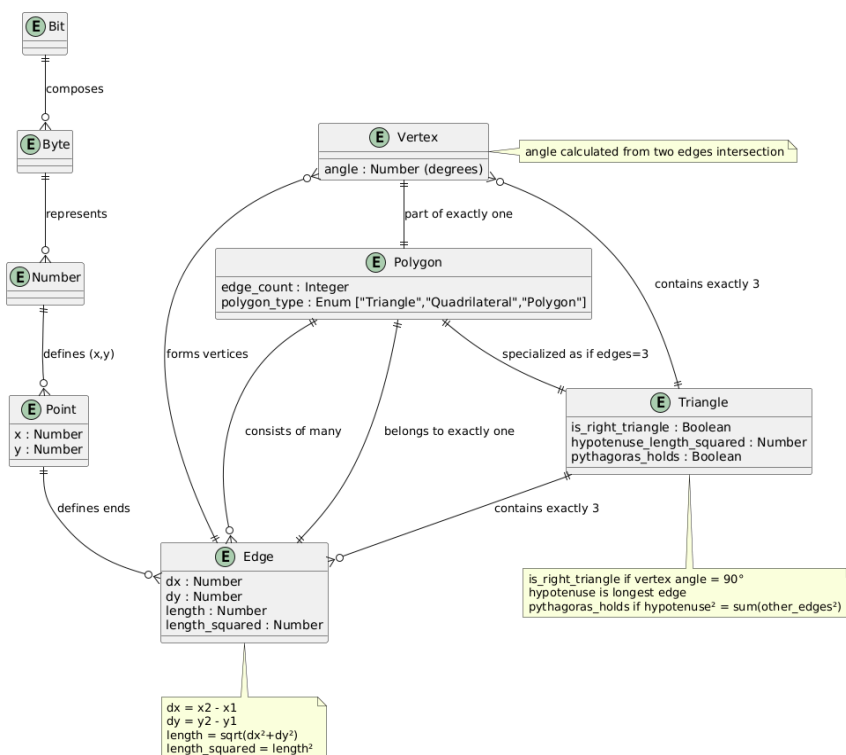 E Bit
composes
E Byte
represents
E Number
defines (x,y)
E Point
x : Number
y : Number
defines ends
E Vertex
angle : Number (degrees)
angle calculated from two edges intersection
part of exactly one
E Polygon
edge_count : Integer
polygon_type : Enum ["Triangle","Quadrilateral","Polygon"]
contains exactly 3
forms vertices
specialized as if edges=3
consists of many
belongs to exactly one
E Triangle
is_right_triangle : Boolean
hypotenuse_length_squared : Number
pythagoras_holds : Boolean
contains exactly 3
E Edge
dx : Number
dy : Number
length : Number
length_squared : Number
is_right_triangle if vertex angle = 90°
hypotenuse is longest edge
pythagoras_holds if hypotenuse² = sum(other_edges²)
dx = x2 - x1
dy = y2 - y1
length = sqrt(dx²+dy²)
length_squared = length²